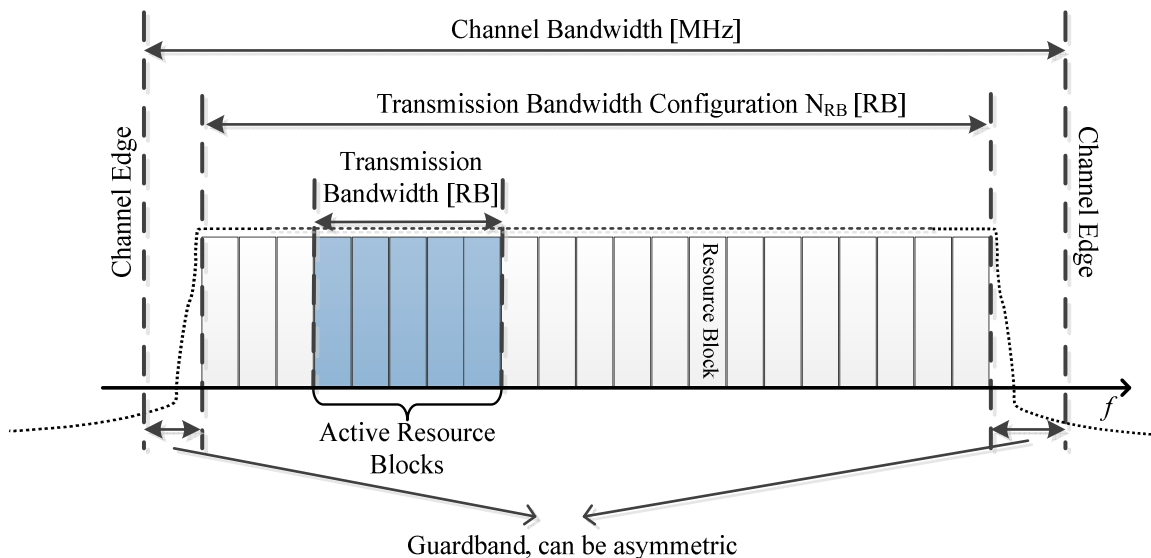 Channel Bandwidth [MHz]
Transmission Bandwidth Configuration NRB [RB]
Transmission
Bandwidth [RB]
Channel Edge
Channel Edge
Resource Block
f
Active Resource
Blocks
Guardband, can be asymmetric